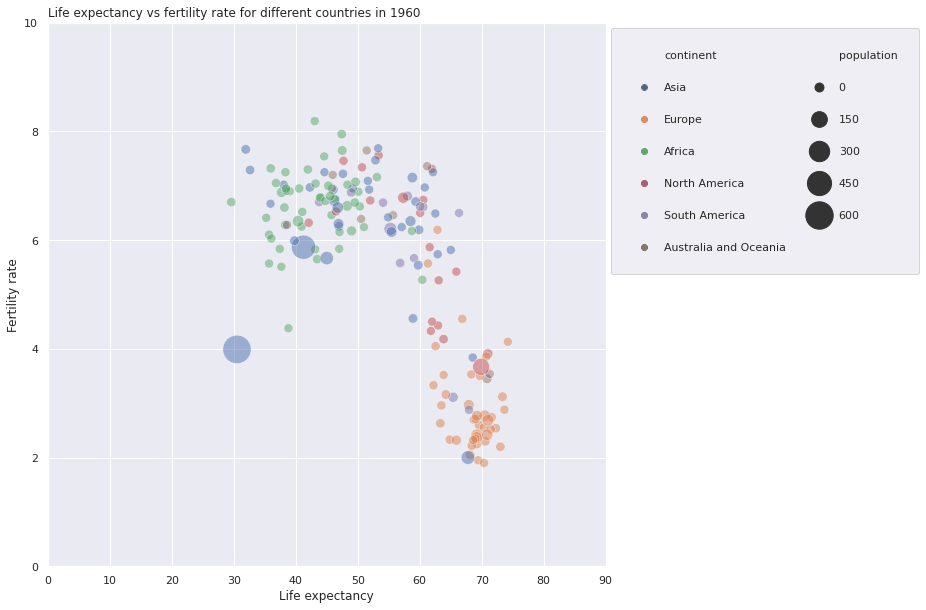 Life expectancy vs fertility rate for different countries in 1960
10
8
6
4
2
0
Fertility rate
0 10 20 30 40 50 60 70 80 90
Life expectancy
continent
Asia
Europe
Africa
North America
South America
Australia and Oceania
population
0
150
300
450
600